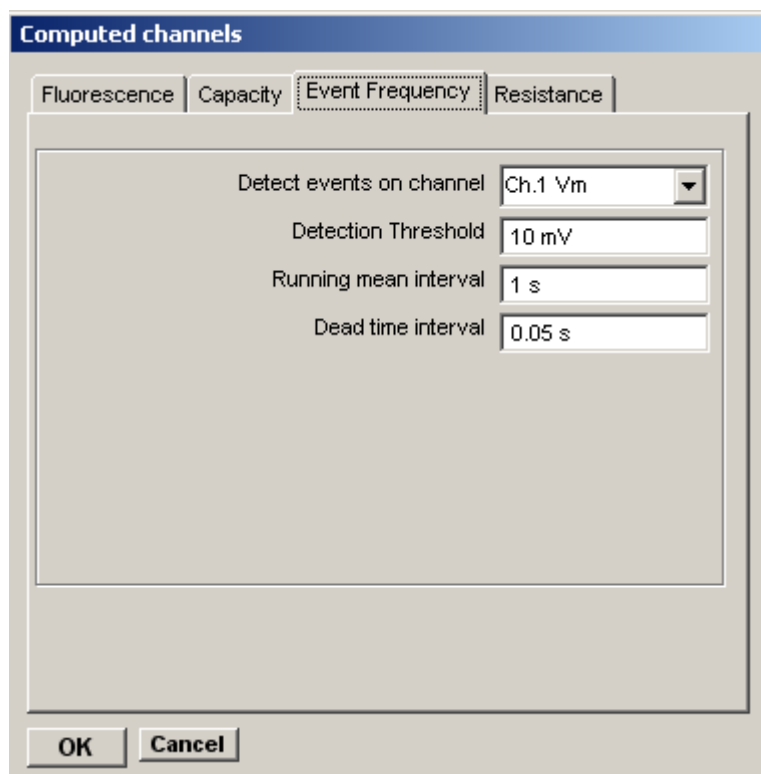 Computed channels
Fluorescence Capacity Event Frequency Resistance
Detect events on channel Ch.1 Vm
Detection Threshold 10 mV
Running mean interval 1 s
Dead time interval 0.05 s
OK Cancel